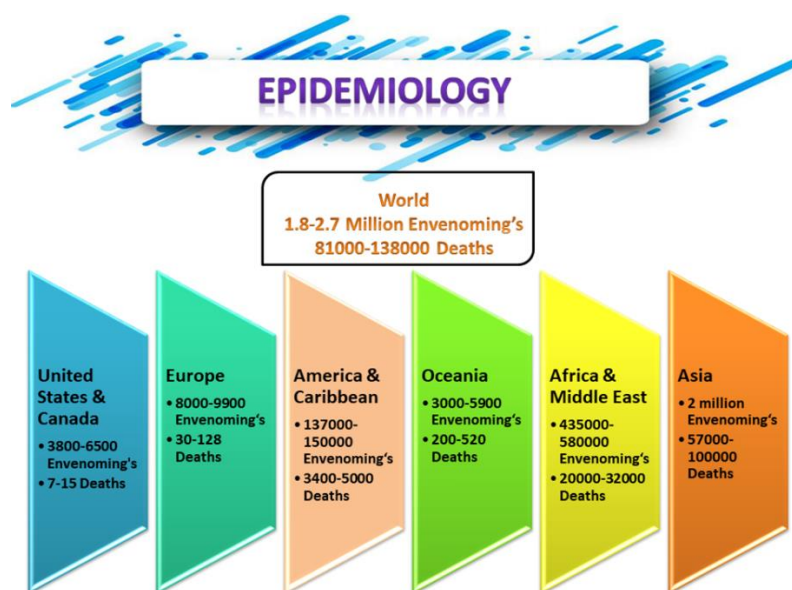 EPIDEMIOLOGY
World
1.8-2.7 Million Envenoming's
81000-138000 Deaths
United
States &
Canada
• 3800-6500
Envenoming's
• 7-15 Deaths
Europe
• 8000-9900
Envenoming's
• 30-128
Deaths
America &
Caribbean
• 137000-
150000
Envenoming's
• 3400-5000
Deaths
Oceania
• 3000-5900
Envenoming's
• 200-520
Deaths
Africa &
Middle East
• 435000-
580000
Envenoming's
• 20000-32000
Deaths
Asia
• 2 million
Envenoming's
• 57000-
100000
Deaths